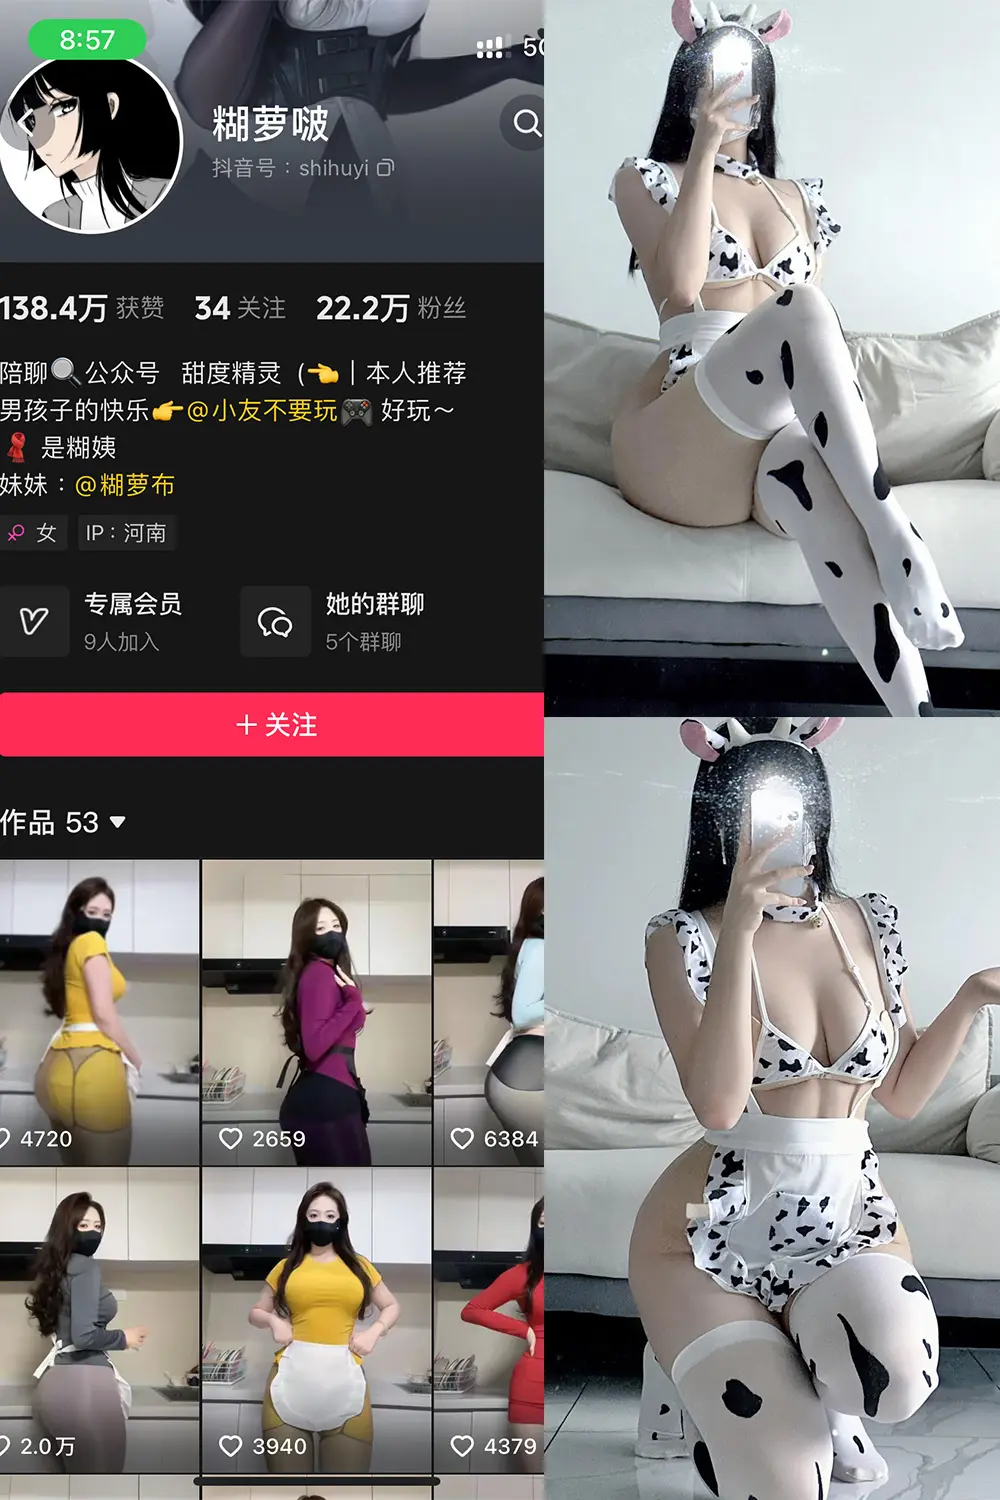 8:57
糊萝啵
抖音号：shihuyi
138.4万 获赞 34 关注 22.2万 粉丝
陪聊🔍公众号 甜度精灵（👈｜本人推荐
男孩子的快乐👉@小友不要玩🎮 好玩～
🧣 是糊姨
妹妹：@糊萝布
女 IP：河南
专属会员
9人加入
她的群聊
5个群聊
＋关注
作品 53
4720
2659
6384
2.0万
3940
4379